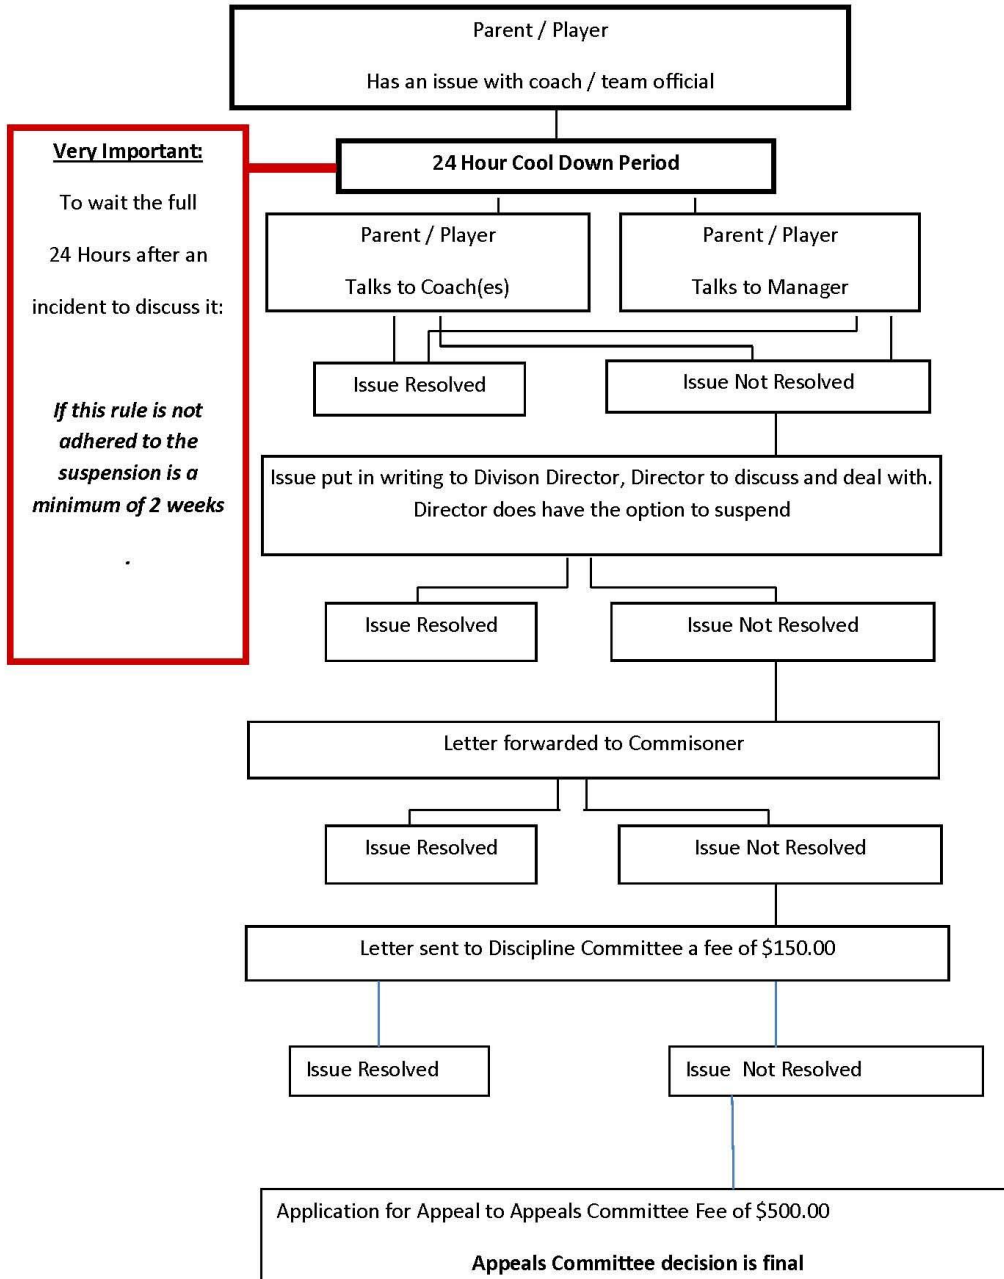 Parent / Player
Has an issue with coach / team official
Very Important:
To wait the full
24 Hours after an
incident to discuss it:
If this rule is not
adhered to the
suspension is a
minimum of 2 weeks
.
24 Hour Cool Down Period
Parent / Player
Talks to Coach(es)
Parent / Player
Talks to Manager
Issue Resolved
Issue Not Resolved
Issue put in writing to Divison Director, Director to discuss and deal with.
Director does have the option to suspend
Issue Resolved
Issue Not Resolved
Letter forwarded to Commisoner
Issue Resolved
Issue Not Resolved
Letter sent to Discipline Committee a fee of $150.00
Issue Resolved
Issue  Not Resolved
Application for Appeal to Appeals Committee Fee of $500.00
Appeals Committee decision is final